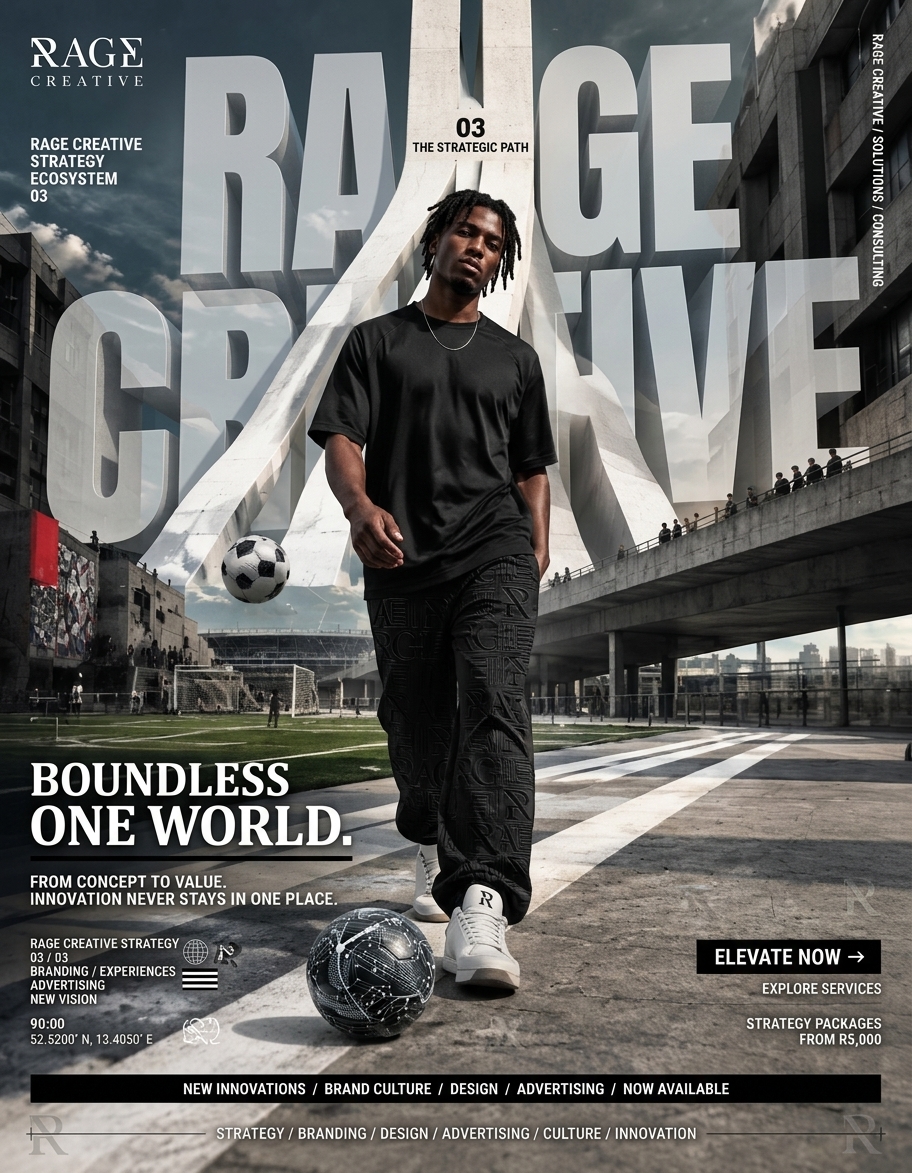 RAGE
CREATIVE
RAGE CREATIVE
STRATEGY
ECOSYSTEM
03
RAGE CREATIVE / SOLUTIONS / CONSULTING
RAGE
CREATIVE
03
THE STRATEGIC PATH
R
BOUNDLESS
ONE WORLD.
FROM CONCEPT TO VALUE.
INNOVATION NEVER STAYS IN ONE PLACE.
RAGE CREATIVE STRATEGY
03 / 03
BRANDING / EXPERIENCES
ADVERTISING
NEW VISION
90:00
52.5200° N, 13.4050° E
ELEVATE NOW →
EXPLORE SERVICES
STRATEGY PACKAGES
FROM R5,000
NEW INNOVATIONS / BRAND CULTURE / DESIGN / ADVERTISING / NOW AVAILABLE
R
STRATEGY / BRANDING / DESIGN / ADVERTISING / CULTURE / INNOVATION
R